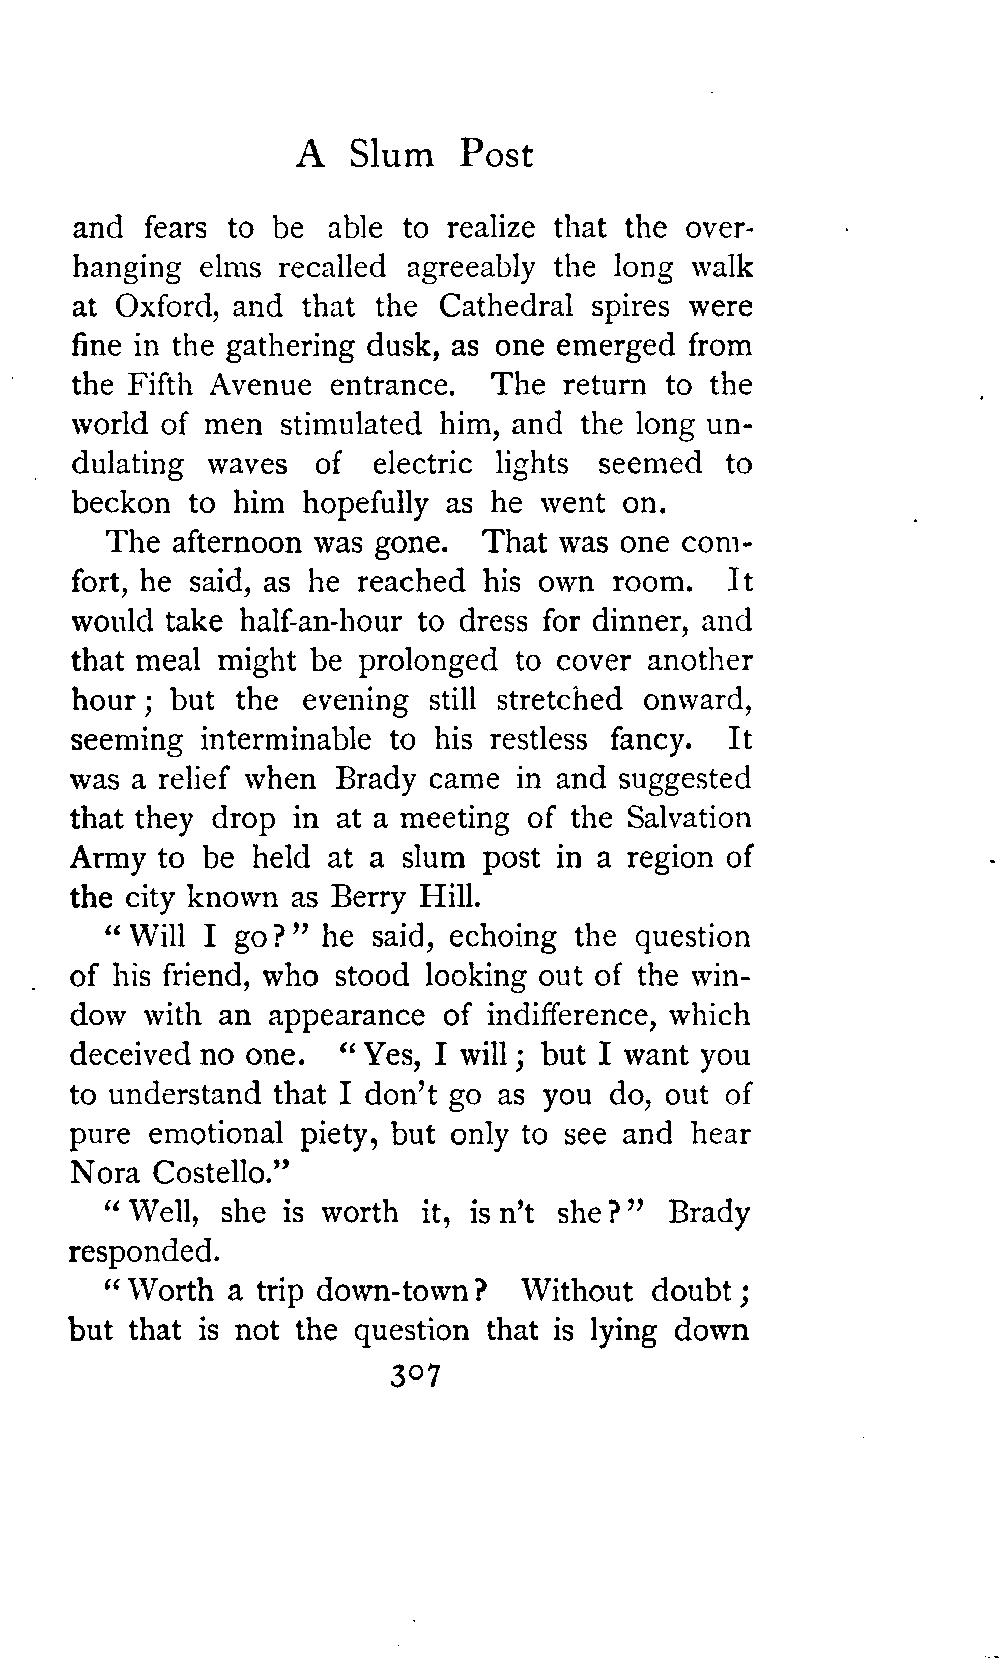 A Slum Post
and fears to be able to realize that the over-
hanging elms recalled agreeably the long walk
at Oxford, and that the Cathedral spires were
fine in the gathering dusk, as one emerged from
the Fifth Avenue entrance. The return to the
world of men stimulated him, and the long un-
dulating waves of electric lights seemed to
beckon to him hopefully as he went on.
The afternoon was gone. That was one com-
fort, he said, as he reached his own room. It
would take half-an-hour to dress for dinner, and
that meal might be prolonged to cover another
hour; but the evening still stretched onward,
seeming interminable to his restless fancy. It
was a relief when Brady came in and suggested
that they drop in at a meeting of the Salvation
Army to be held at a slum post in a region of
the city known as Berry Hill.
"Will I go?" he said, echoing the question
of his friend, who stood looking out of the win-
dow with an appearance of indifference, which
deceived no one. "Yes, I will; but I want you
to understand that I don't go as you do, out of
pure emotional piety, but only to see and hear
Nora Costello."
"Well, she is worth it, is n't she?" Brady
responded.
"Worth a trip down-town? Without doubt;
but that is not the question that is lying down
307